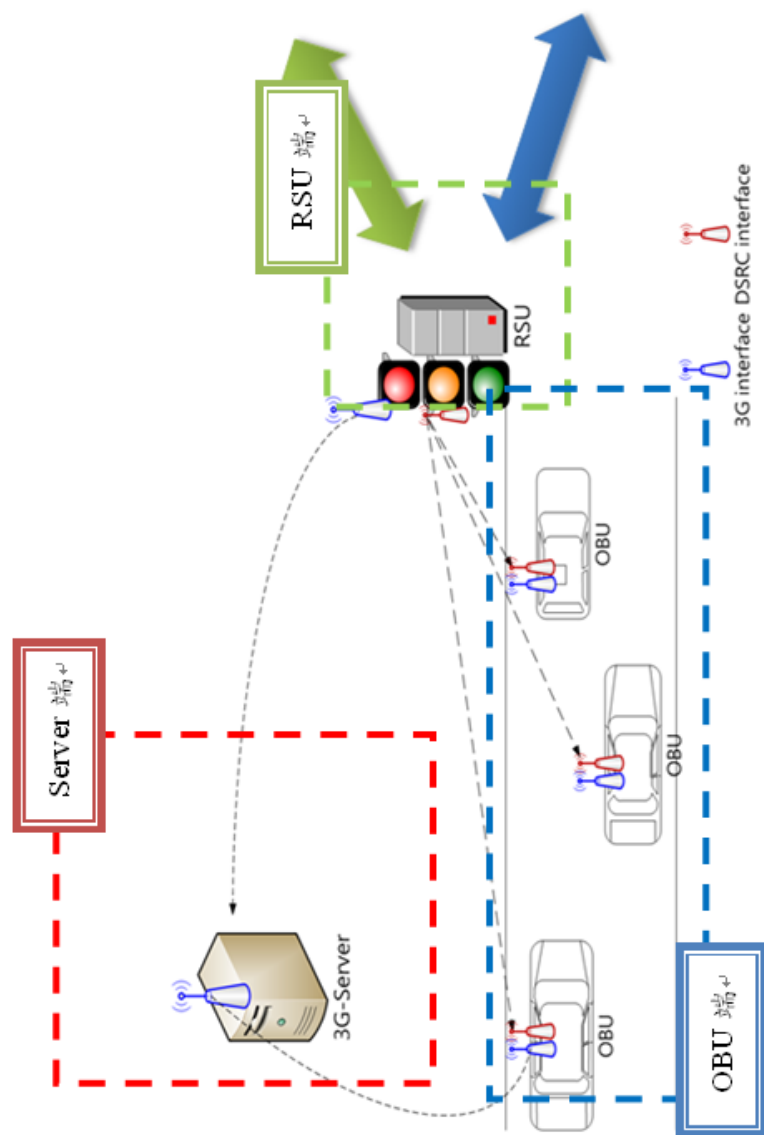 Server 端
RSU 端
3G-Server
RSU
OBU
OBU
OBU
OBU 端
3G interface DSRC interface